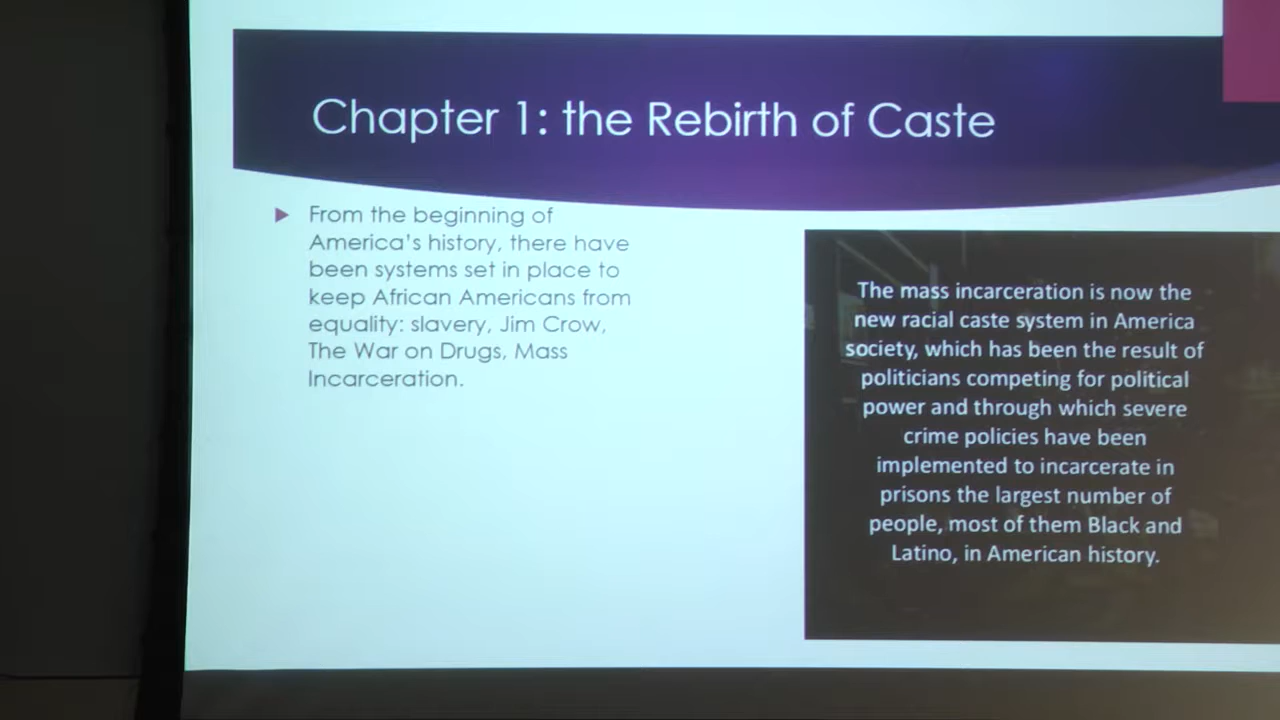 Chapter 1: the Rebirth of Caste
From the beginning of
America's history, there have
been systems set in place to
keep African Americans from
equality: slavery, Jim Crow,
The War on Drugs, Mass
Incarceration.
The mass incarceration is now the
new racial caste system in America
society, which has been the result of
politicians competing for political
power and through which severe
crime policies have been
implemented to incarcerate in
prisons the largest number of
people, most of them Black and
Latino, in American history.